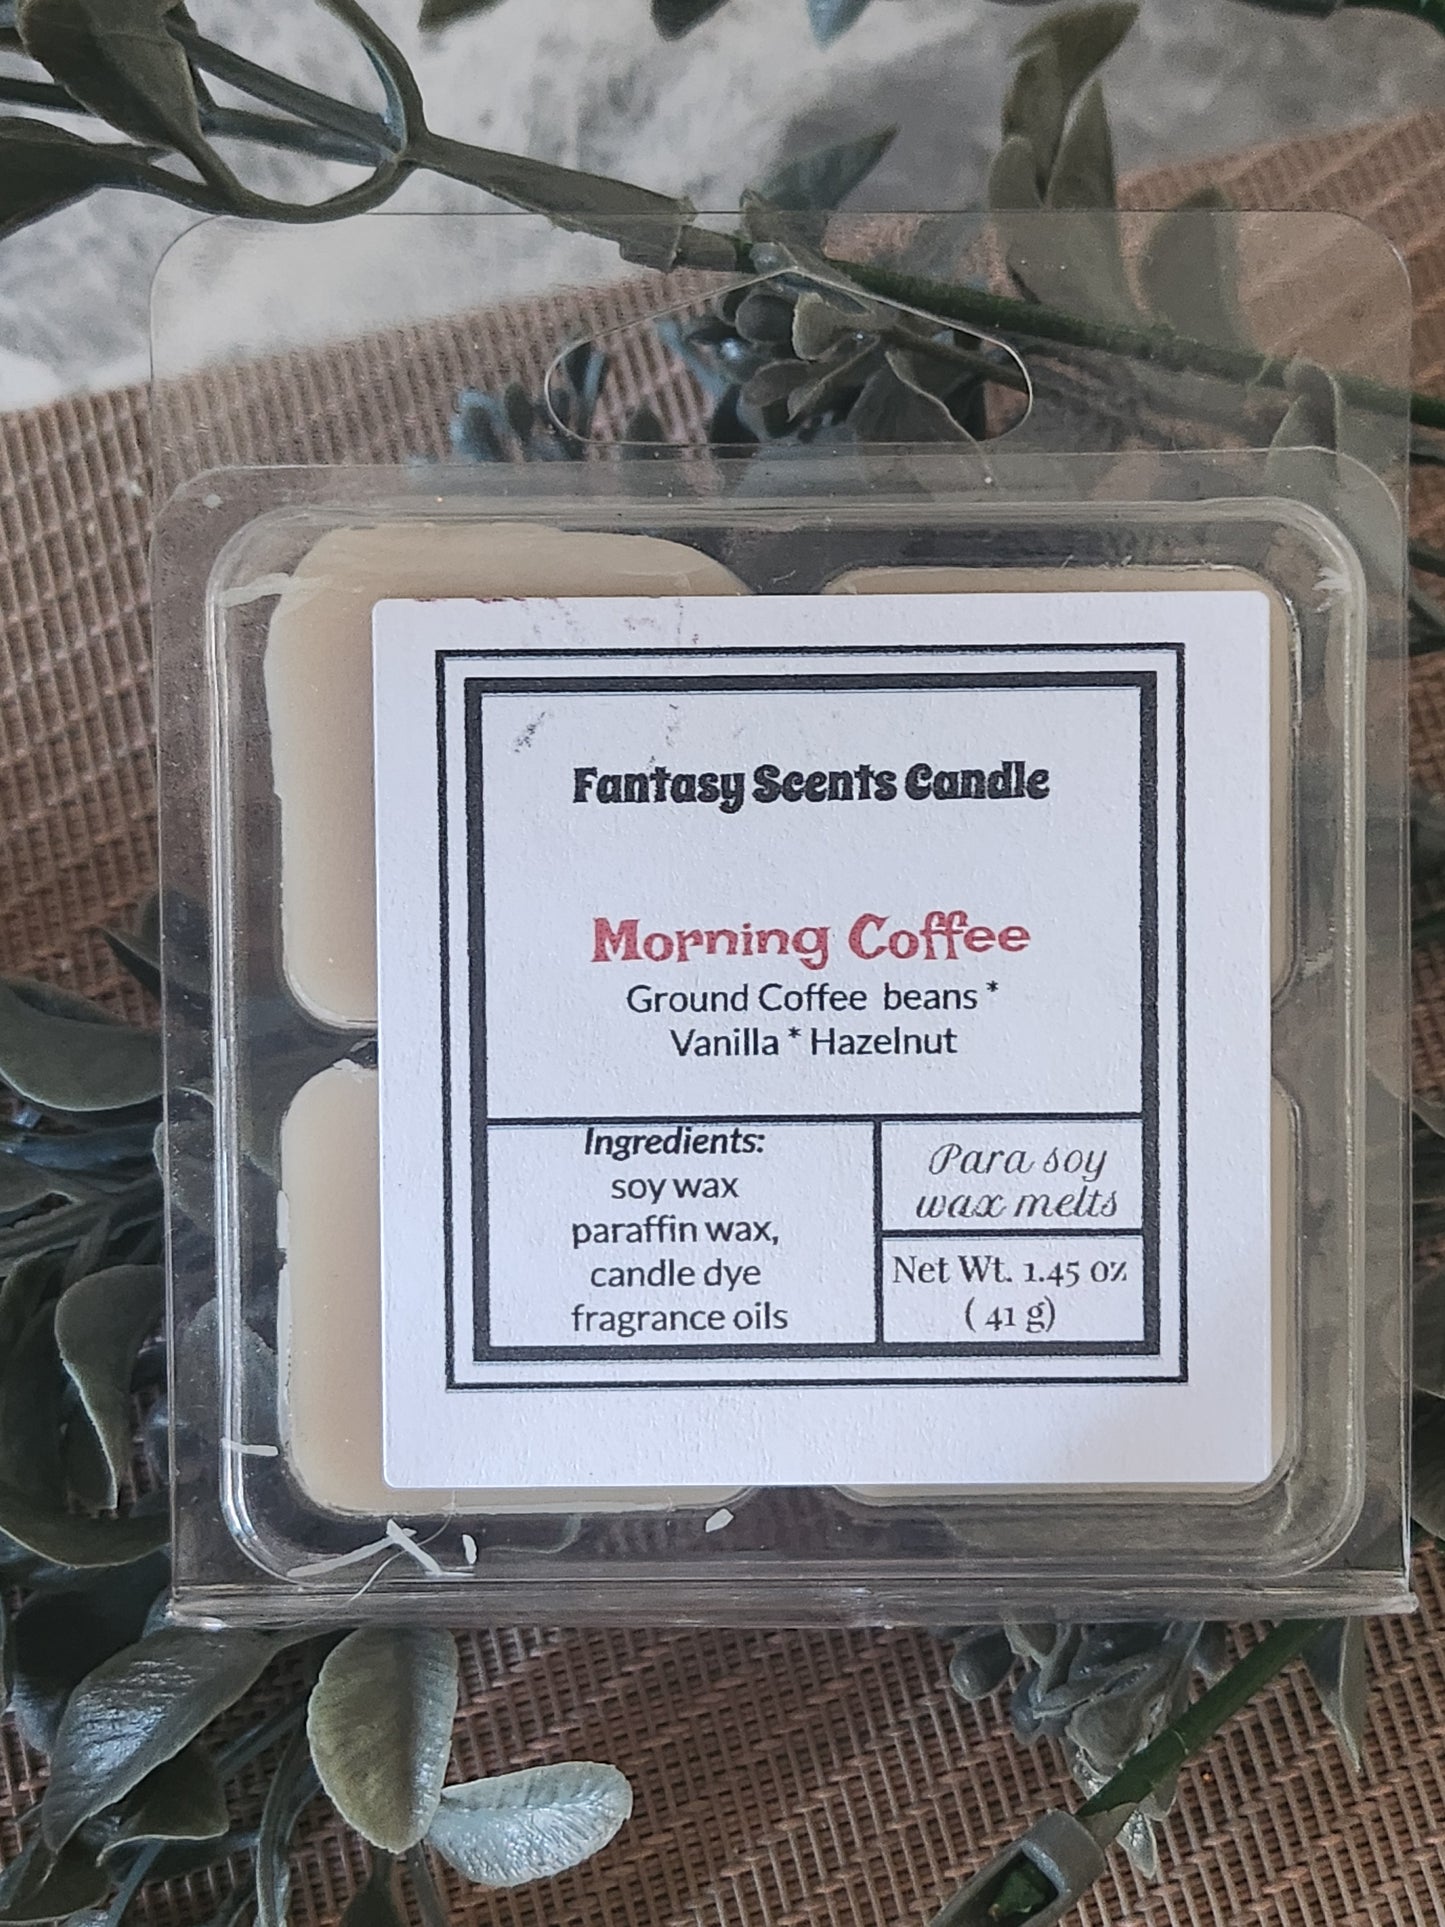 Fantasy Scents Candle
Morning Coffee
Ground Coffee beans *
Vanilla * Hazelnut
Ingredients:
soy wax
paraffin wax,
candle dye
fragrance oils
Para soy
wax melts
Net Wt. 1.45 oz
( 41 g)